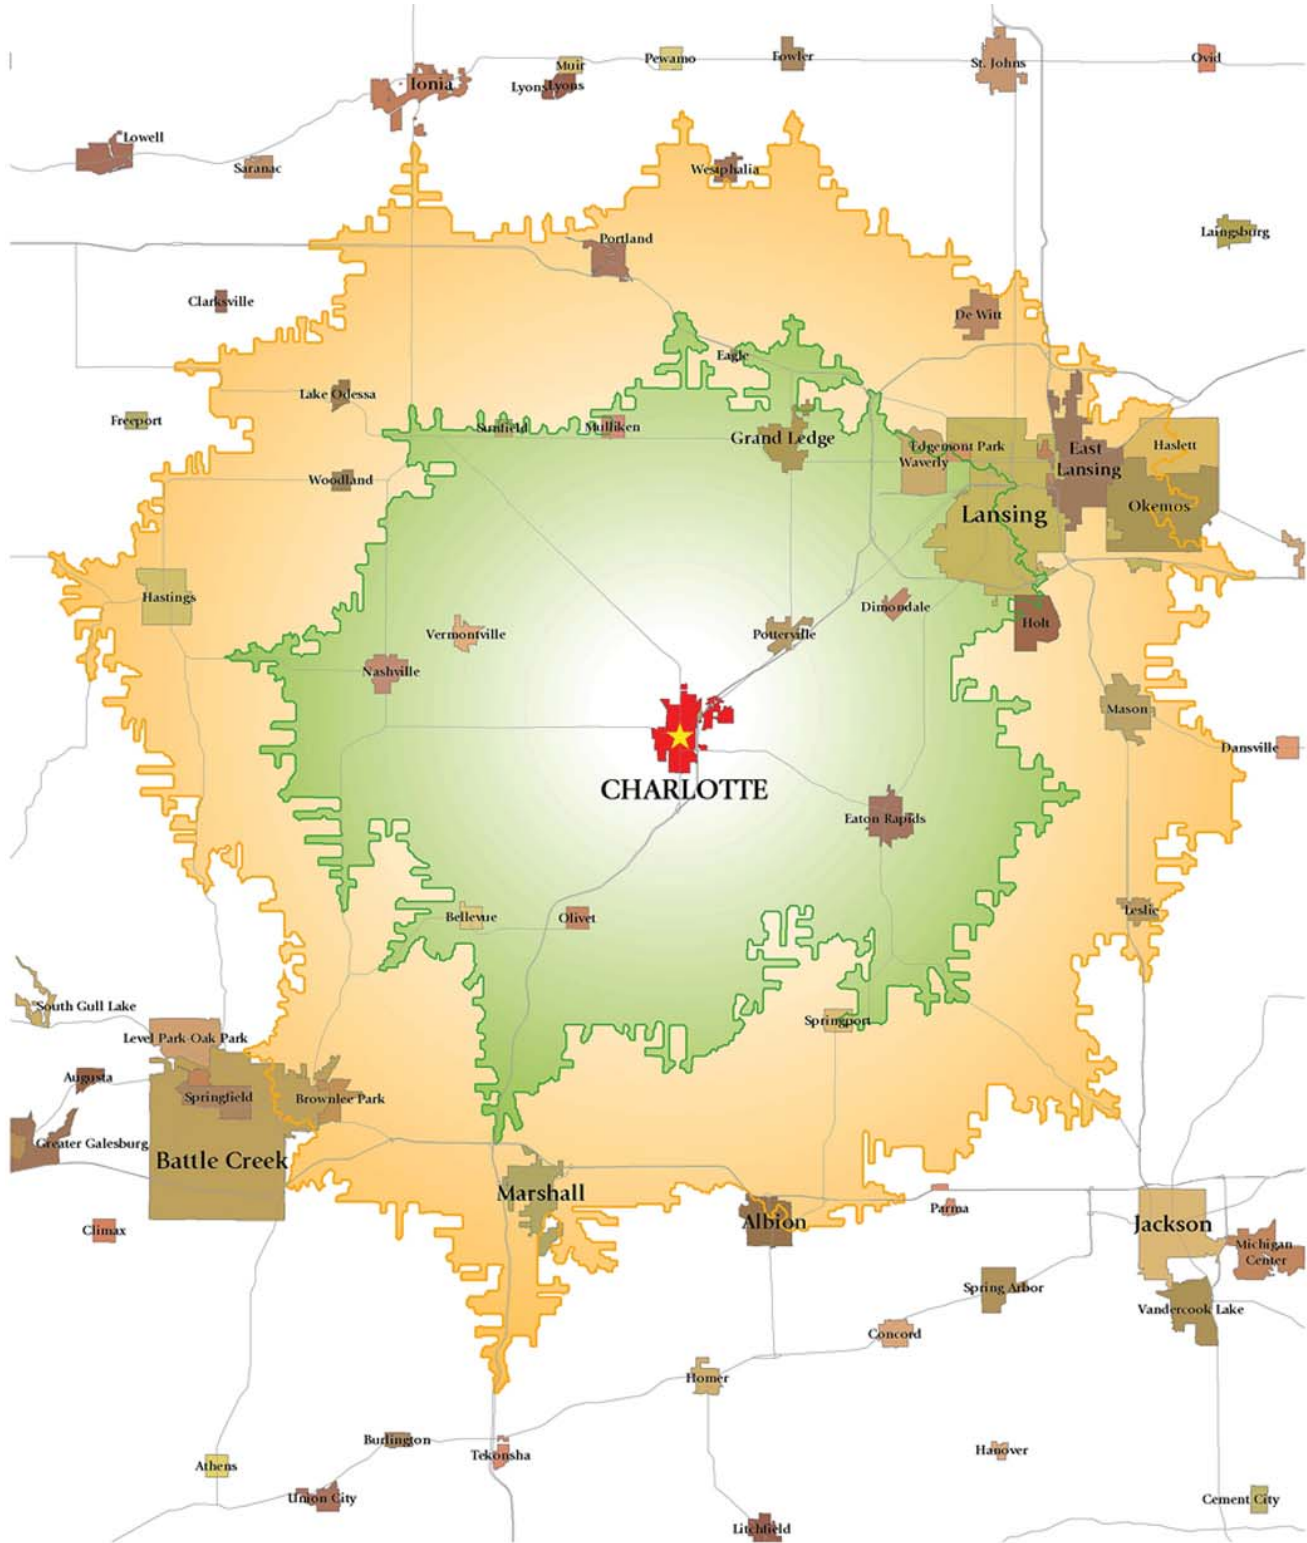 Muir
Pewamo
Fowler
St. Johns
Ovid
Ionia
Lyons
Lyons
Lowell
Saranac
Westphalia
Laingsburg
Portland
Clarksville
De Witt
Eagle
Lake Odessa
Freeport
Sunfield
Mulliken
Grand Ledge
Edgemont Park
Waverly
East
Lansing
Haslett
Woodland
Lansing
Okemos
Hastings
Dimondale
Holt
Vermontville
Potterville
Nashville
Mason
Dansville
CHARLOTTE
Eaton Rapids
Bellevue
Olivet
Leslie
South Gull Lake
Springport
Level Park-Oak Park
Augusta
Springfield
Brownlee Park
Greater Galesburg
Battle Creek
Marshall
Albion
Parma
Jackson
Climax
Michigan
Center
Spring Arbor
Vandercook Lake
Concord
Homer
Burlington
Tekonsha
Hanover
Athens
Union City
Cement City
Litchfield